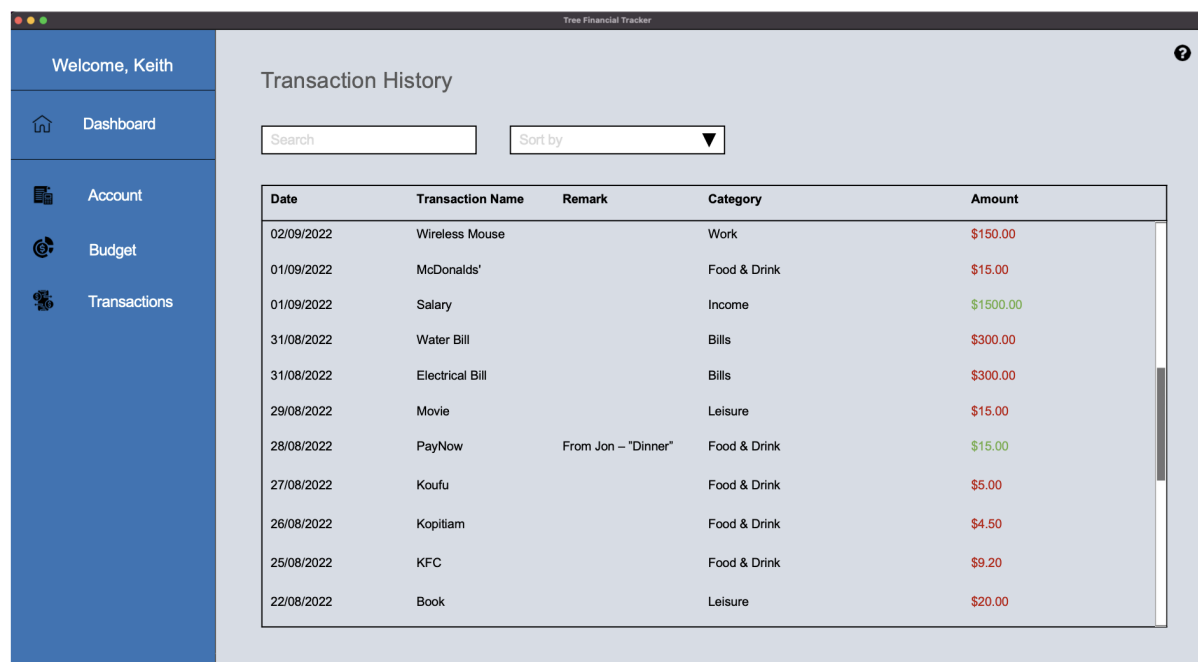 Tree Financial Tracker
Welcome, Keith
Dashboard
Account
Budget
Transactions
?
Transaction History
Search
Sort by
Date Transaction Name Remark Category Amount
02/09/2022 Wireless Mouse Work $150.00
01/09/2022 McDonalds' Food & Drink $15.00
01/09/2022 Salary Income $1500.00
31/08/2022 Water Bill Bills $300.00
31/08/2022 Electrical Bill Bills $300.00
29/08/2022 Movie Leisure $15.00
28/08/2022 PayNow From Jon – "Dinner" Food & Drink $15.00
27/08/2022 Koufu Food & Drink $5.00
26/08/2022 Kopitiam Food & Drink $4.50
25/08/2022 KFC Food & Drink $9.20
22/08/2022 Book Leisure $20.00